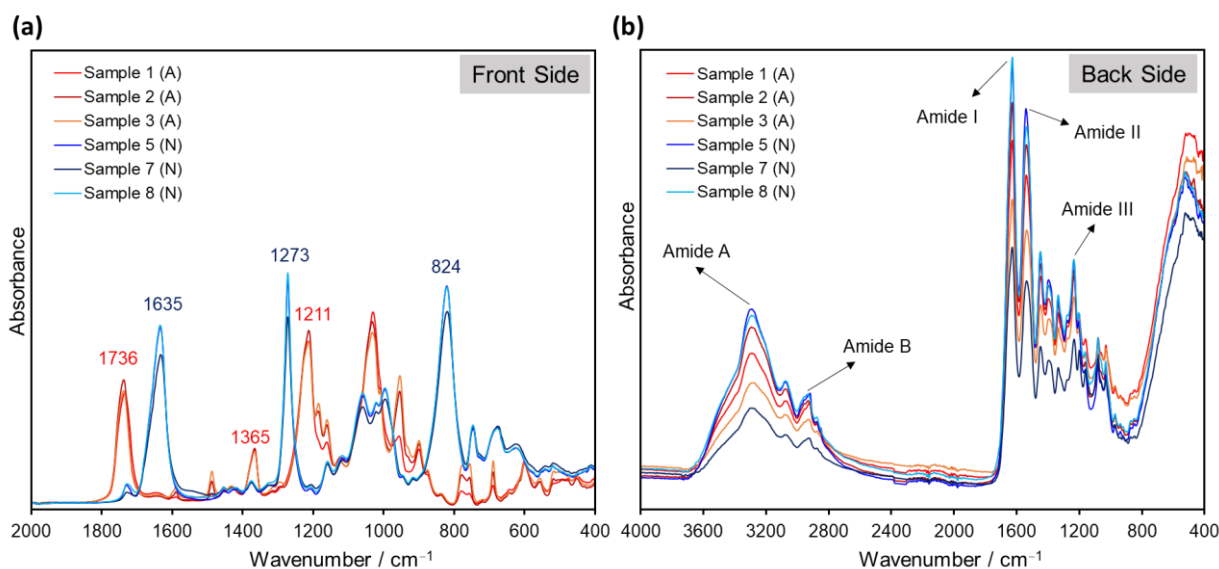 (a)
Front Side
Sample 1 (A)
Sample 2 (A)
Sample 3 (A)
Sample 5 (N)
Sample 7 (N)
Sample 8 (N)
1736
1635
1365
1273
1211
824
Absorbance
2000 1600 1400 1200 1000 800 600 400
Wavenumber / cm⁻¹
(b)
Back Side
Sample 1 (A)
Sample 2 (A)
Sample 3 (A)
Sample 5 (N)
Sample 7 (N)
Sample 8 (N)
Amide I
Amide II
Amide III
Amide A
Amide B
Absorbance
4000 3600 3200 2800 2400 2000 1600 1200 800 400
Wavenumber / cm⁻¹